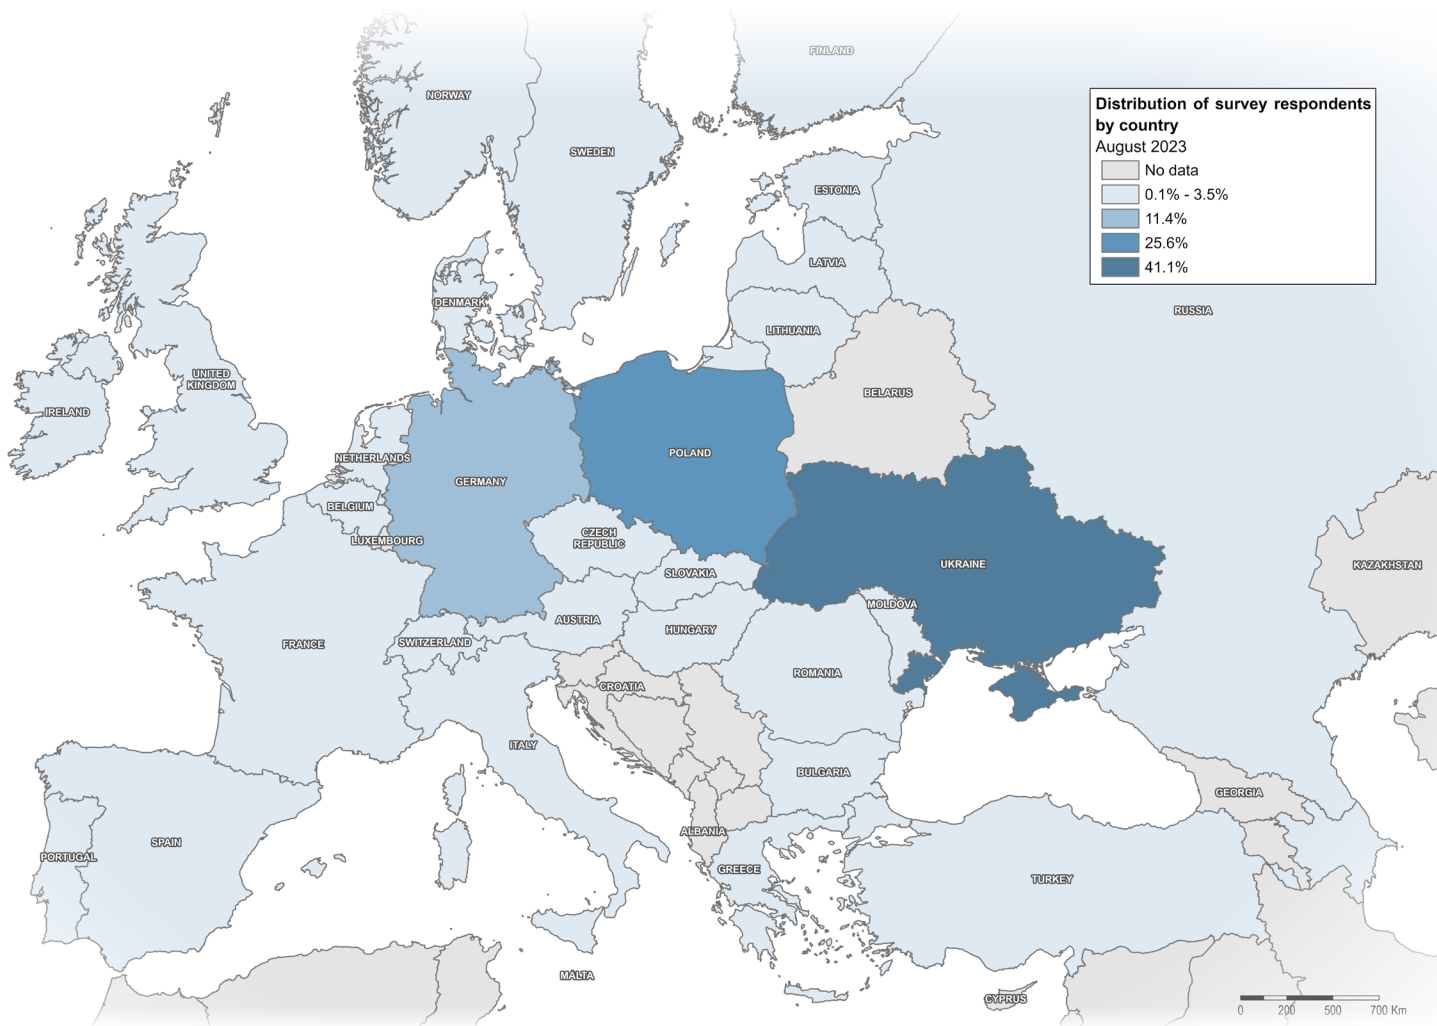 FINLAND
NORWAY
Distribution of survey respondents
by country
August 2023
No data
0.1% - 3.5%
11.4%
25.6%
41.1%
SWEDEN
ESTONIA
LATVIA
DENMARK
RUSSIA
LITHUANIA
UNITED
KINGDOM
BELARUS
IRELAND
POLAND
NETHERLANDS
GERMANY
BELGIUM
CZECH
REPUBLIC
LUXEMBOURG
UKRAINE
KAZAKHSTAN
SLOVAKIA
MOLDOVA
AUSTRIA
HUNGARY
FRANCE
SWITZERLAND
ROMANIA
CROATIA
ITALY
BULGARIA
GEORGIA
ALBANIA
SPAIN
PORTUGAL
GREECE
TURKEY
MALTA
CYPRUS
0 200 500 700 Km